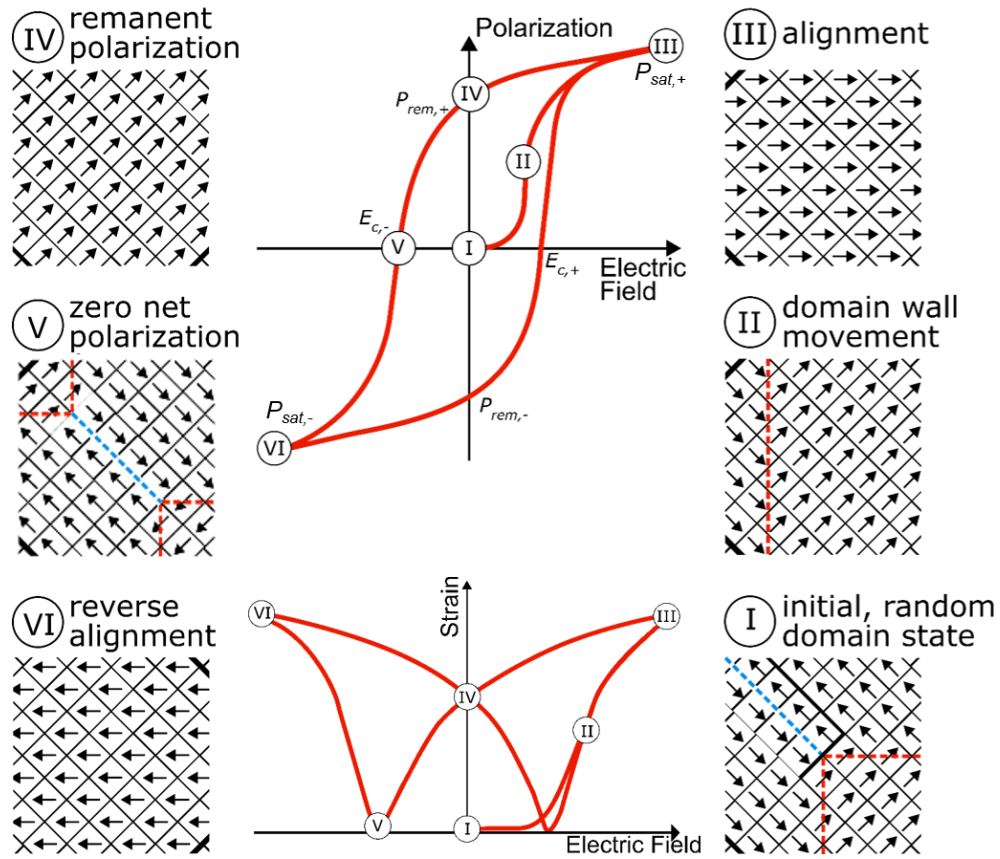 IV
remanent
polarization
Polarization
III
P_sat,+
III
alignment
P_rem,+
IV
II
E_c,-
V
I
E_c,+
Electric
Field
V
zero net
polarization
P_sat,-
VI
P_rem,-
II
domain wall
movement
VI
reverse
alignment
Strain
VI
III
IV
II
V
I
Electric Field
I
initial, random
domain state